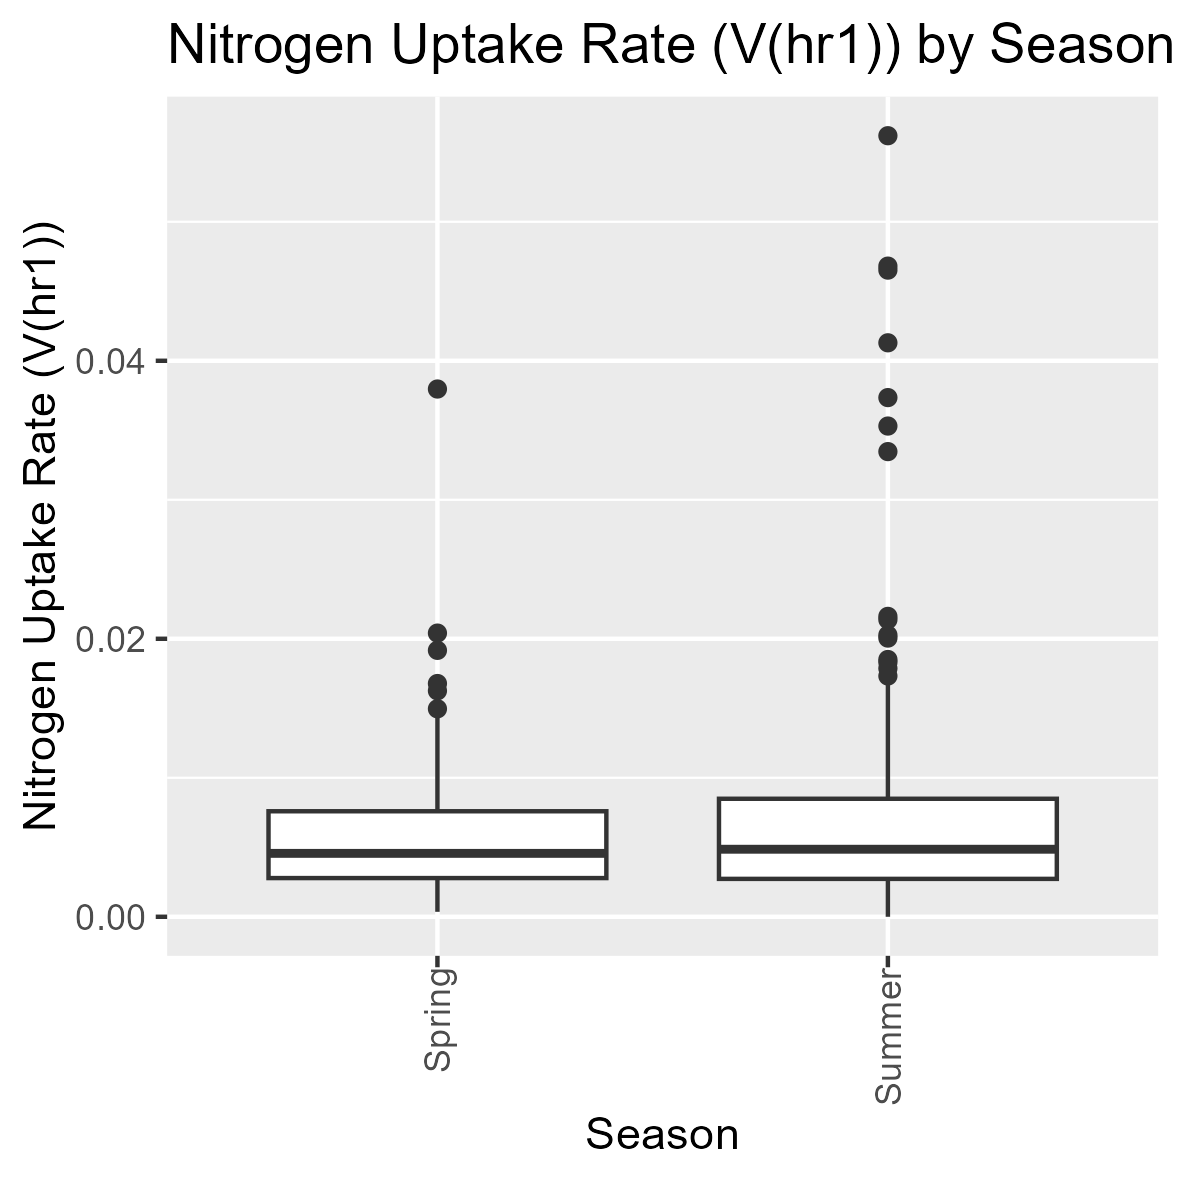 Nitrogen Uptake Rate (V(hr1)) by Season
Nitrogen Uptake Rate (V(hr1))
0.04
0.02
0.00
Spring
Summer
Season